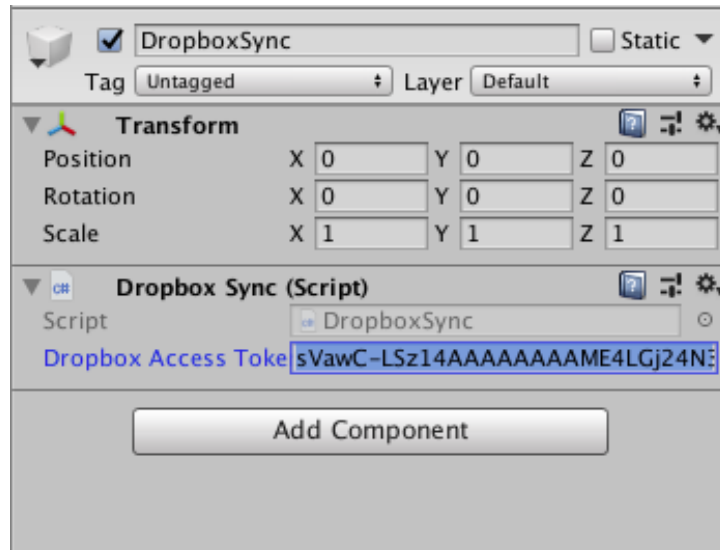 DropboxSync Static
Tag Untagged Layer Default
Transform
Position X 0 Y 0 Z 0
Rotation X 0 Y 0 Z 0
Scale X 1 Y 1 Z 1
Dropbox Sync (Script)
Script DropboxSync
Dropbox Access Toke sVawC-LSz14AAAAAAAAME4LGj24N
Add Component